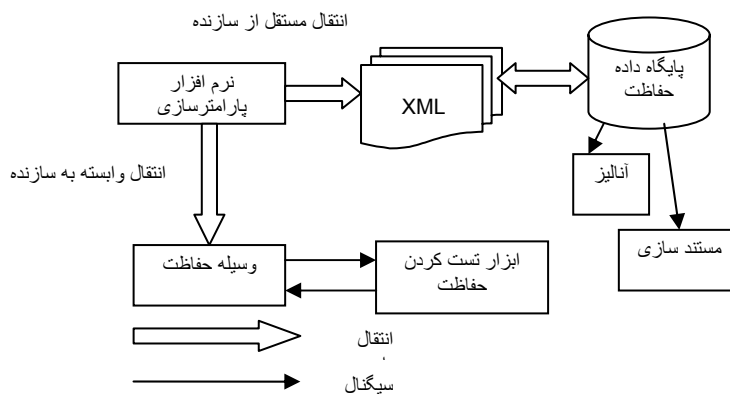 انتقال مستقل از سازنده
نرم افزار
پارامترسازی
XML
پایگاه داده
حفاظت
انتقال وابسته به سازنده
آنالیز
مستند سازی
وسیله حفاظت
ابزار تست کردن
حفاظت
انتقال
سیگنال